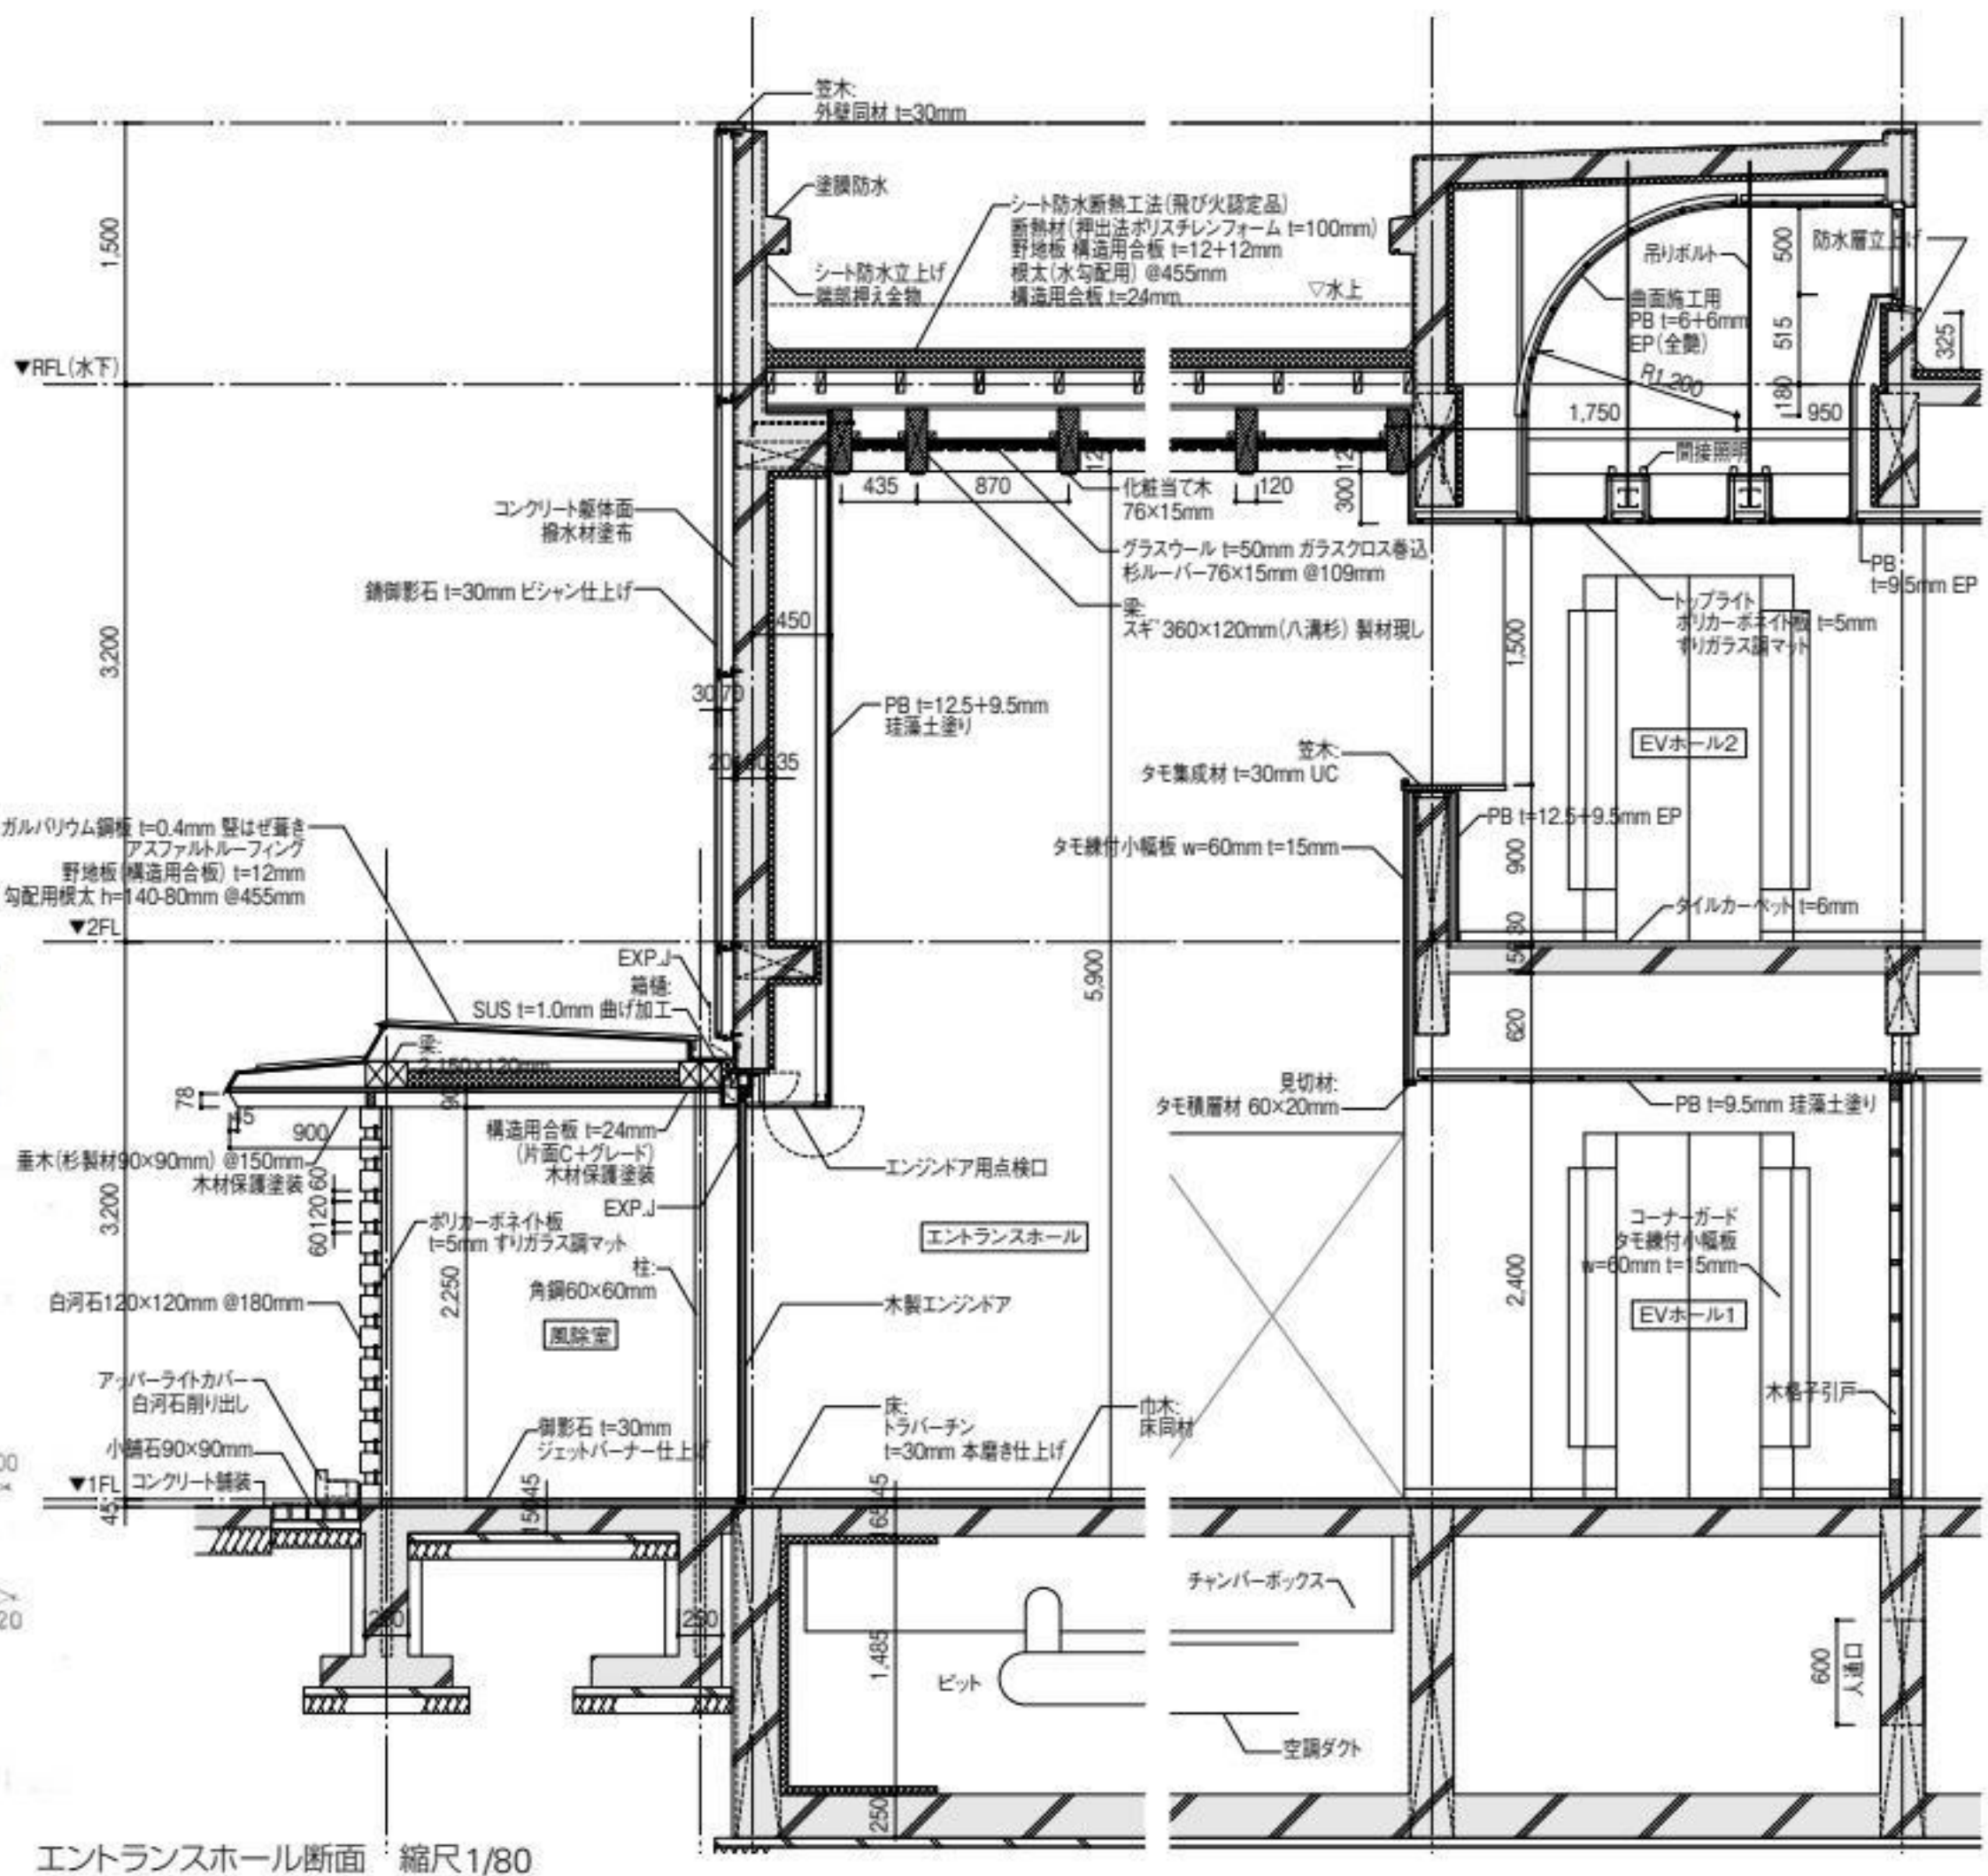 笠木:
外壁同材 t=30mm
塗膜防水
シート防水断熱工法(飛び火認定品)
断熱材(押出法ポリスチレンフォーム t=100mm)
野地板 構造用合板 t=12+12mm
根太(水勾配用) @455mm
構造用合板 t=24mm
シート防水立上げ
端部押え金物
▽水上
吊りボルト
500
防水層立上げ
曲面施工用
PB t=6+6mm
EP(全艶)
515
325
R1,200
180
1,750
950
1,500
▼RFL(水下)
間接照明
435
870
120
300
化粧当て木
76×15mm
コンクリート躯体面
撥水材塗布
グラスウール t=50mm ガラスクロス巻込
杉ルーバー76×15mm @109mm
PB
t=9.5mm EP
錆御影石 t=30mm ビシャン仕上げ
梁:
スギ 360×120mm(八溝杉) 製材現し
トップライト
ポリカーボネイト板 t=5mm
すりガラス調マット
450
3,200
1,500
30 70
PB t=12.5+9.5mm
珪藻土塗り
EVホール2
笠木:
タモ集成材 t=30mm UC
35
PB t=12.5+9.5mm EP
ガルバリウム鋼板 t=0.4mm 竪はぜ葺き
アスファルトルーフィング
野地板(構造用合板) t=12mm
勾配用根太 h=140-80mm @455mm
タモ練付小幅板 w=60mm t=15mm
900
タイルカーペット t=6mm
30
150
▼2FL
EXP.J
箱樋:
SUS t=1.0mm 曲げ加工
5,900
620
梁:
2,150×120mm
78
90
45
900
見切材:
タモ積層材 60×20mm
PB t=9.5mm 珪藻土塗り
構造用合板 t=24mm
(片面C+グレード)
木材保護塗装
垂木(杉製材90×90mm) @150mm
木材保護塗装
エンジンドア用点検口
60
120
60
3,200
EXP.J
ポリカーボネイト板
t=5mm すりガラス調マット
エントランスホール
コーナーガード
タモ練付小幅板
w=60mm t=15mm
柱:
角鋼60×60mm
2,250
2,400
白河石120×120mm @180mm
木製エンジンドア
EVホール1
風除室
アッパーライトカバー
白河石削り出し
木格子引戸
床:
トラバーチン
t=30mm 本磨き仕上げ
巾木:
床同材
御影石 t=30mm
ジェットバーナー仕上げ
小舗石90×90mm
▼1FL
コンクリート舗装
45
150
45
165
45
チャンバーボックス
250
1,485
ピット
600
人通口
空調ダクト
250
エントランスホール断面 縮尺1/80